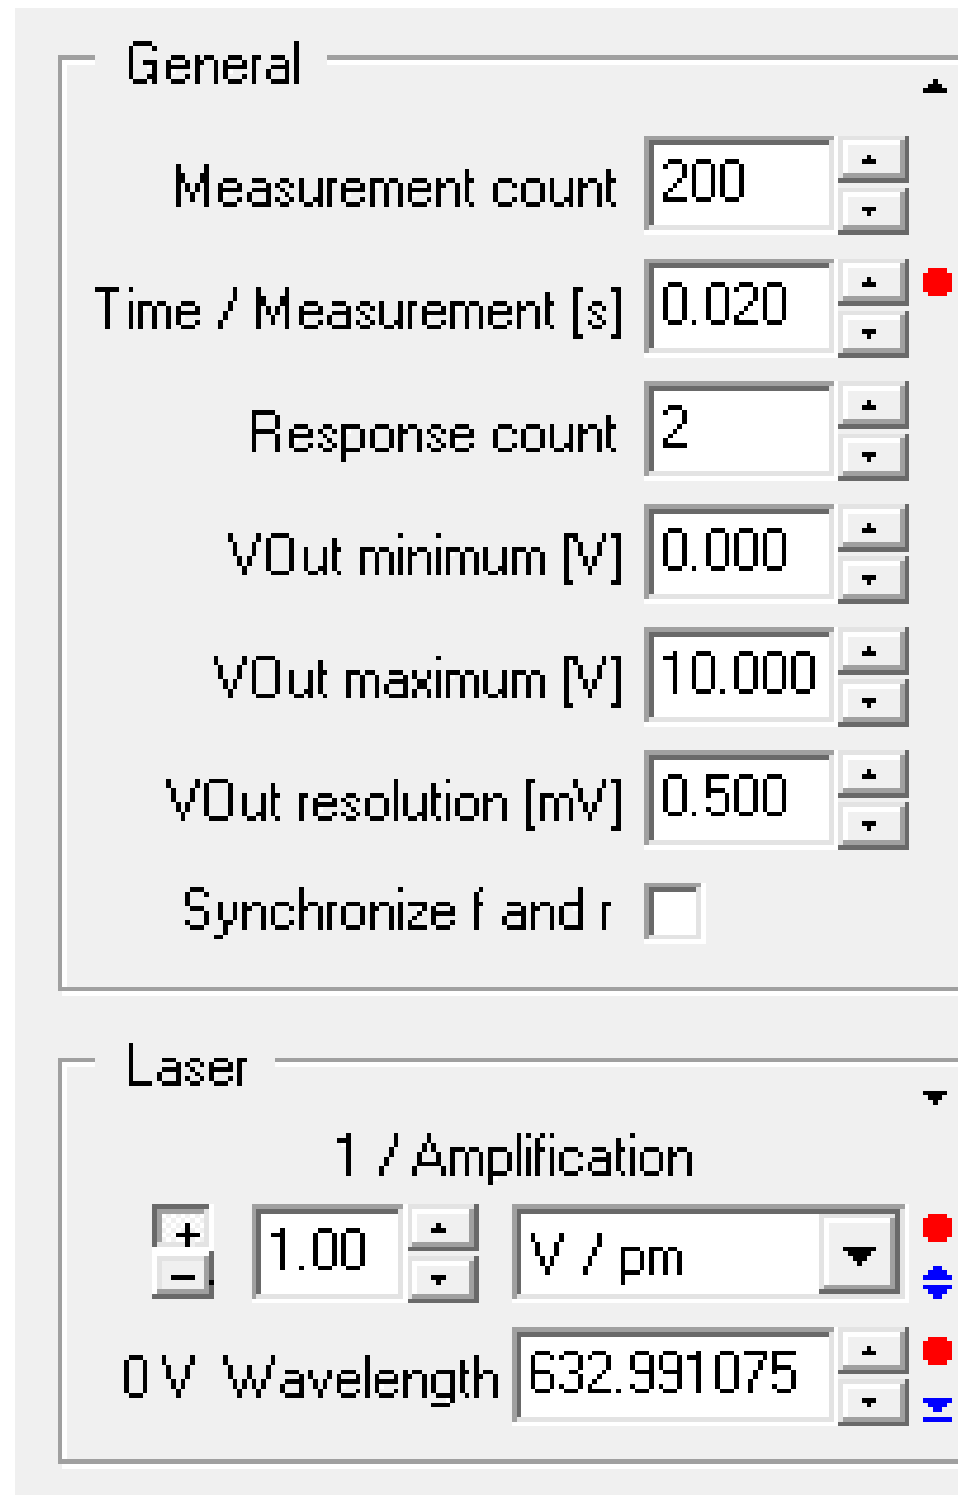 General
Measurement count 200
Time / Measurement [s] 0.020
Response count 2
VOut minimum [V] 0.000
VOut maximum [V] 10.000
VOut resolution [mV] 0.500
Synchronize f and r
Laser
1 / Amplification
+
- 1.00 V / pm
0 V Wavelength 632.991075